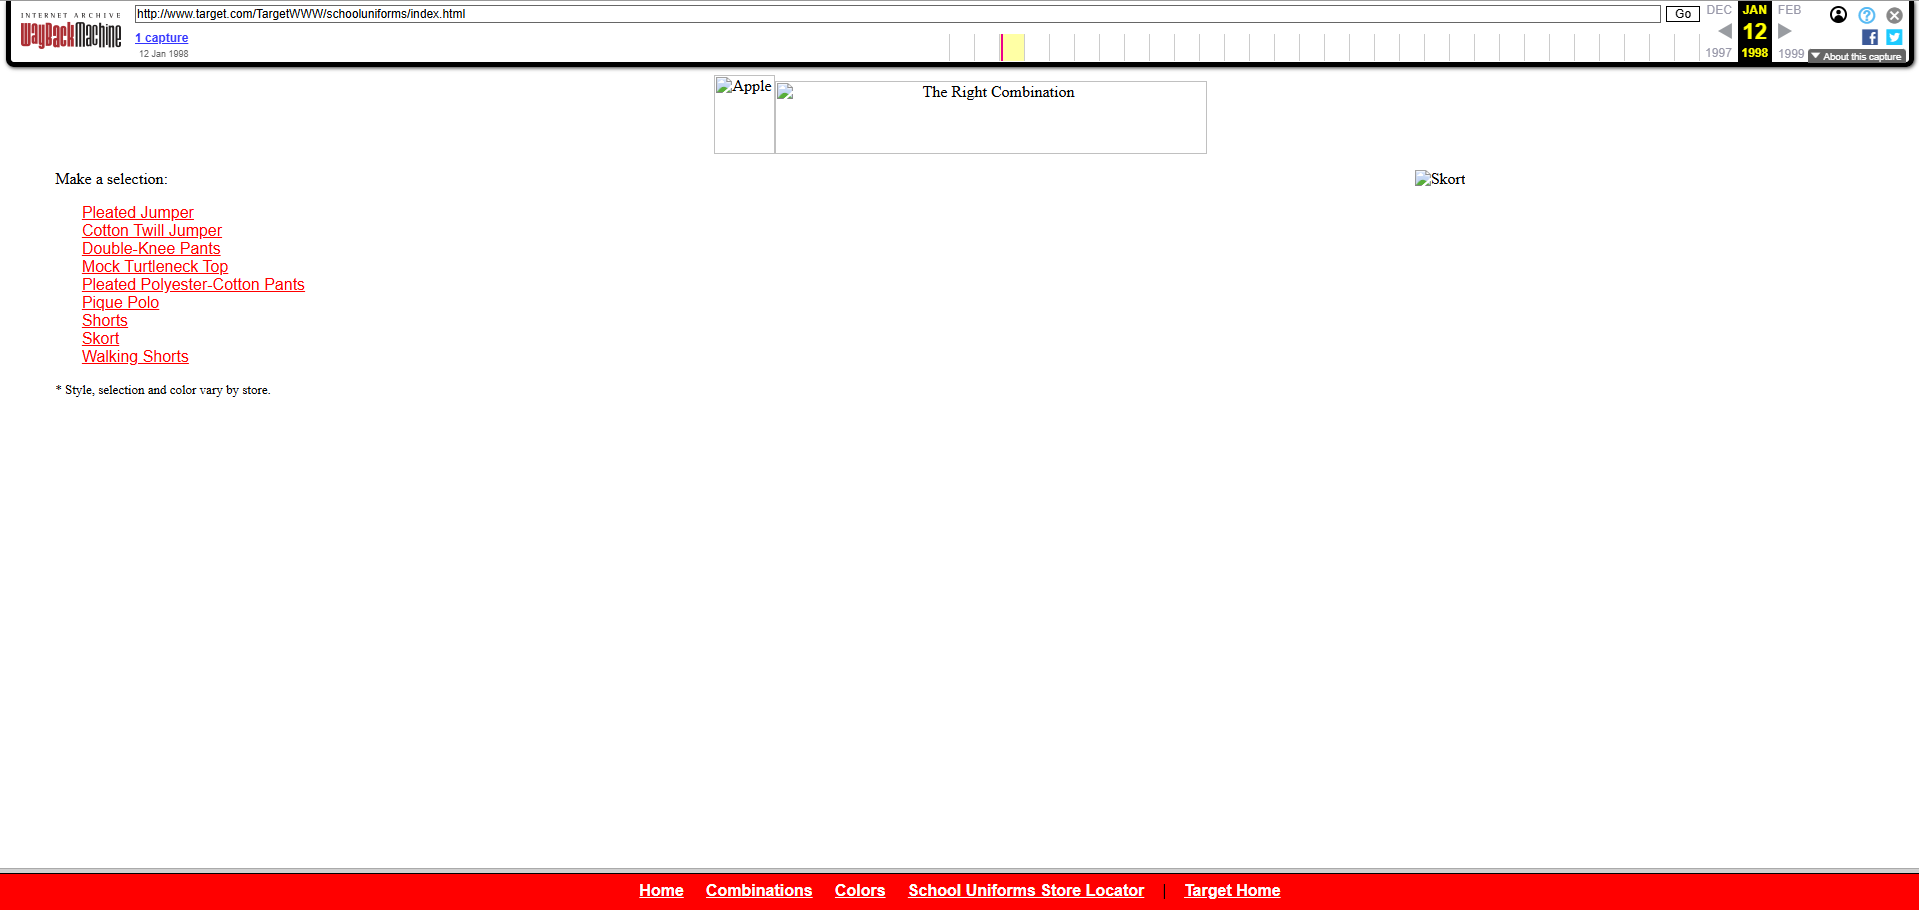 INTERNET ARCHIVE
WayBackMachine
http://www.target.com/TargetWWW/schooluniforms/index.html
Go
DEC JAN FEB
1 capture
12
12 Jan 1998
1997 1998 1999
About this capture
Apple
The Right Combination
Make a selection:
Skort
Pleated Jumper
Cotton Twill Jumper
Double-Knee Pants
Mock Turtleneck Top
Pleated Polyester-Cotton Pants
Pique Polo
Shorts
Skort
Walking Shorts
* Style, selection and color vary by store.
Home Combinations Colors School Uniforms Store Locator | Target Home